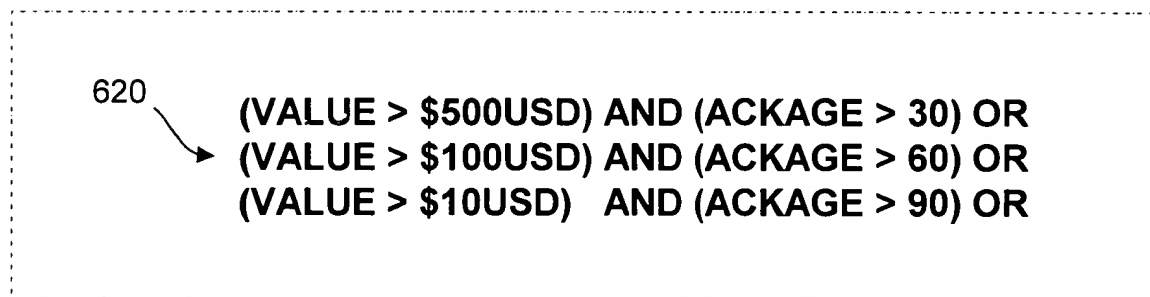 620
(VALUE > $500USD) AND (ACKAGE > 30) OR
(VALUE > $100USD) AND (ACKAGE > 60) OR
(VALUE > $10USD) AND (ACKAGE > 90) OR